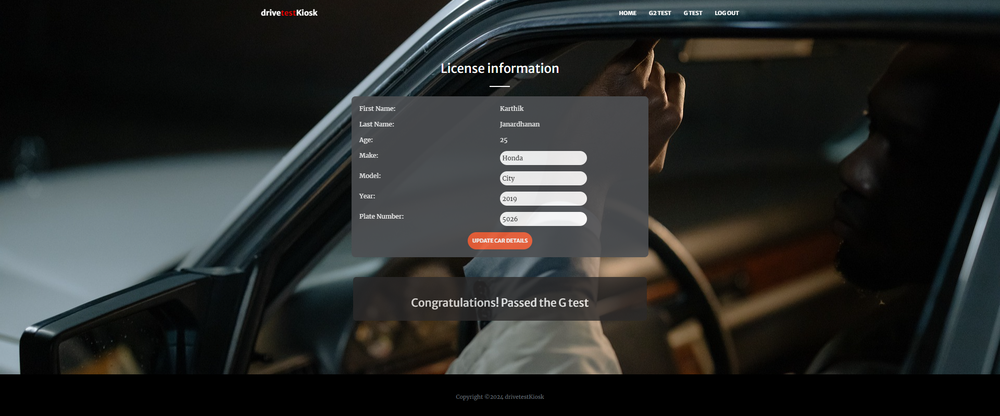 drivetestKiosk HOME G2 TEST G TEST LOG OUT
License information
First Name: Karthik
Last Name: Janardhanan
Age: 25
Make: Honda
Model: City
Year: 2019
Plate Number: 5026
UPDATE CAR DETAILS
Congratulations! Passed the G test
Copyright ©2024 drivetestKiosk